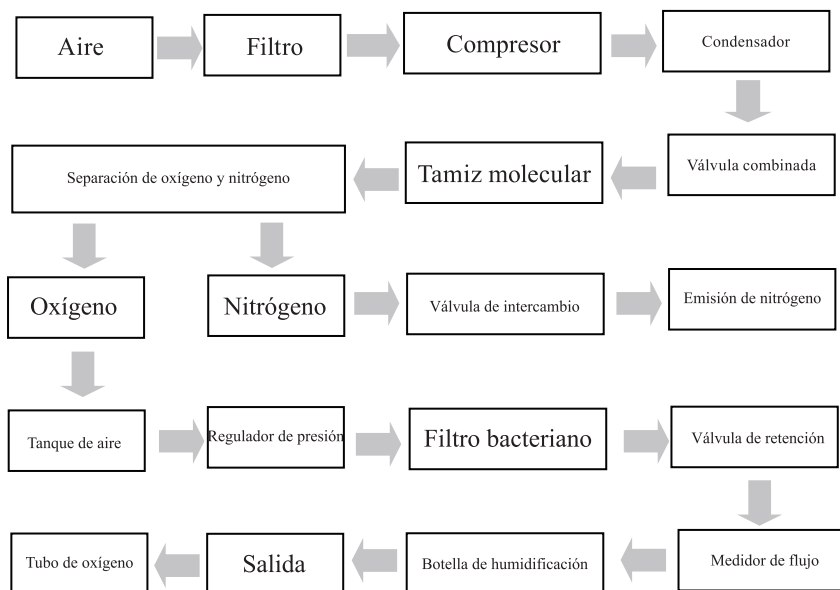 Aire
Filtro
Compresor
Condensador
Válvula combinada
Tamiz molecular
Separación de oxígeno y nitrógeno
Oxígeno
Nitrógeno
Válvula de intercambio
Emisión de nitrógeno
Tanque de aire
Regulador de presión
Filtro bacteriano
Válvula de retención
Medidor de flujo
Botella de humidificación
Salida
Tubo de oxígeno